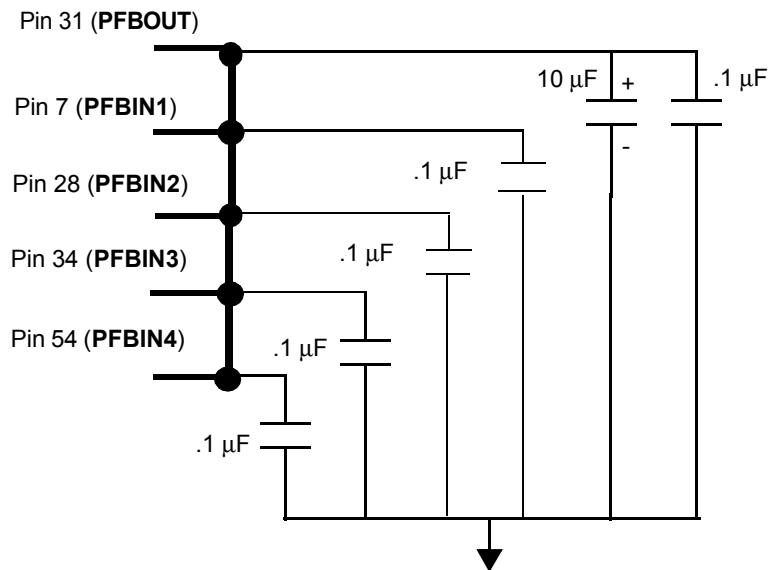 Pin 31 (PFBOUT)
10 μF
+
-
.1 μF
Pin 7 (PFBIN1)
.1 μF
Pin 28 (PFBIN2)
.1 μF
Pin 34 (PFBIN3)
.1 μF
Pin 54 (PFBIN4)
.1 μF